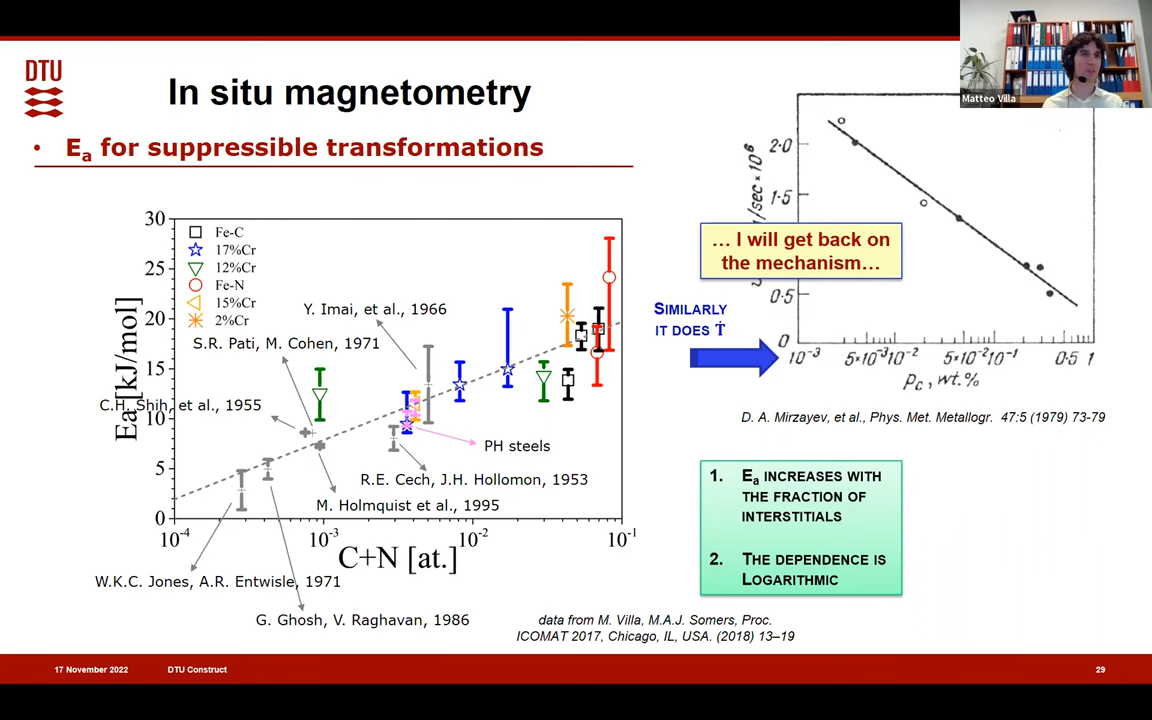 DTU
In situ magnetometry
• Ea for suppressible transformations
Matteo Villa
30
25
20
15
10
5
0
Ea [kJ/mol]
Fe-C
17%Cr
12%Cr
Fe-N
15%Cr
2%Cr
Y. Imai, et al., 1966
S.R. Pati, M. Cohen, 1971
C.H. Shih, et al., 1955
PH steels
R.E. Cech, J.H. Hollomon, 1953
M. Holmquist et al., 1995
10-4
10-3
10-2
10-1
C+N [at.]
W.K.C. Jones, A.R. Entwisle, 1971
G. Ghosh, V. Raghavan, 1986
data from M. Villa, M.A.J. Somers, Proc.
ICOMAT 2017, Chicago, IL, USA. (2018) 13–19
2.0
1.5
0.5
0
/sec × 10⁶
… I will get back on
the mechanism…
SIMILARLY
IT DOES Ṫ
10-3 5·10-3 10-2 5·10-2 10-1 0.5 1
Pc, wt.%
D. A. Mirzayev, et al., Phys. Met. Metallogr. 47:5 (1979) 73-79
1. Ea INCREASES WITH
THE FRACTION OF
INTERSTITIALS
2. THE DEPENDENCE IS
LOGARITHMIC
17 November 2022
DTU Construct
29